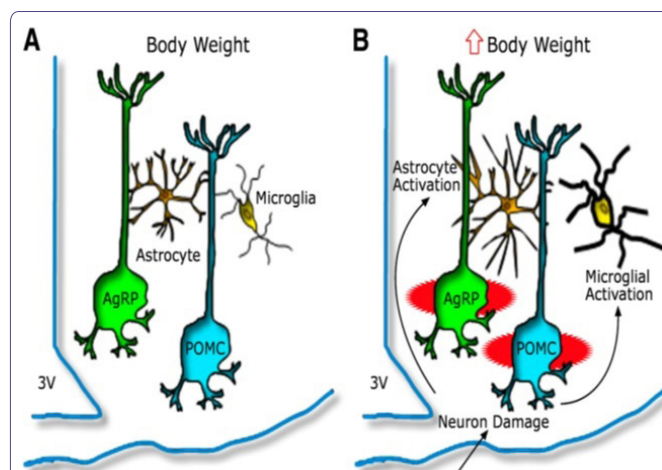 A
Body Weight
Microglia
Astrocyte
AgRP
POMC
3V
B
Body Weight
Astrocyte
Activation
Microglial
Activation
AgRP
POMC
3V
Neuron Damage